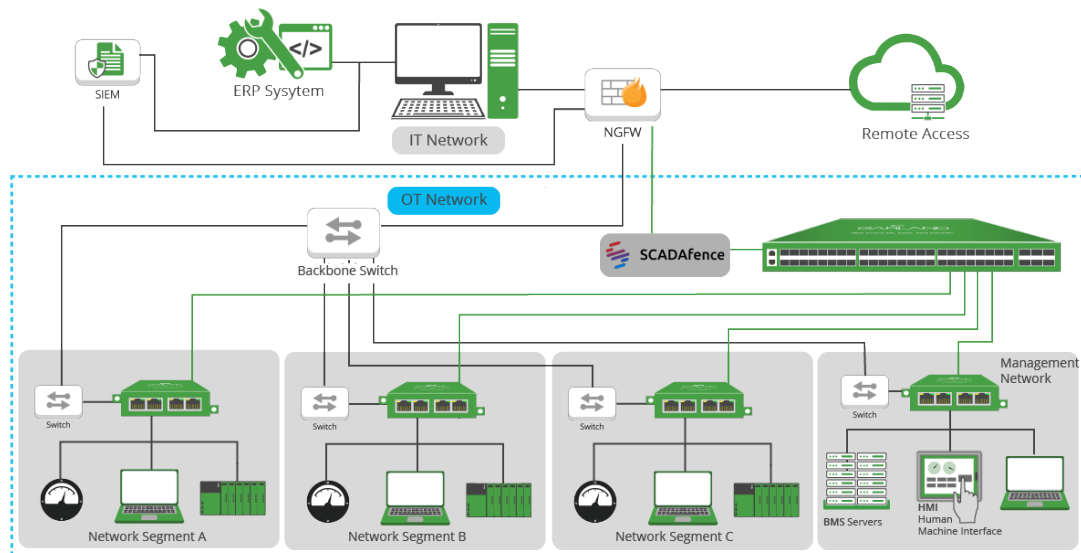 SIEM
ERP Sysytem
IT Network
NGFW
Remote Access
OT Network
Backbone Switch
SCADAfence
GARLAND
Management
Network
Switch
Switch
Switch
Switch
BMS Servers
HMI
Human
Machine Interface
Network Segment A
Network Segment B
Network Segment C